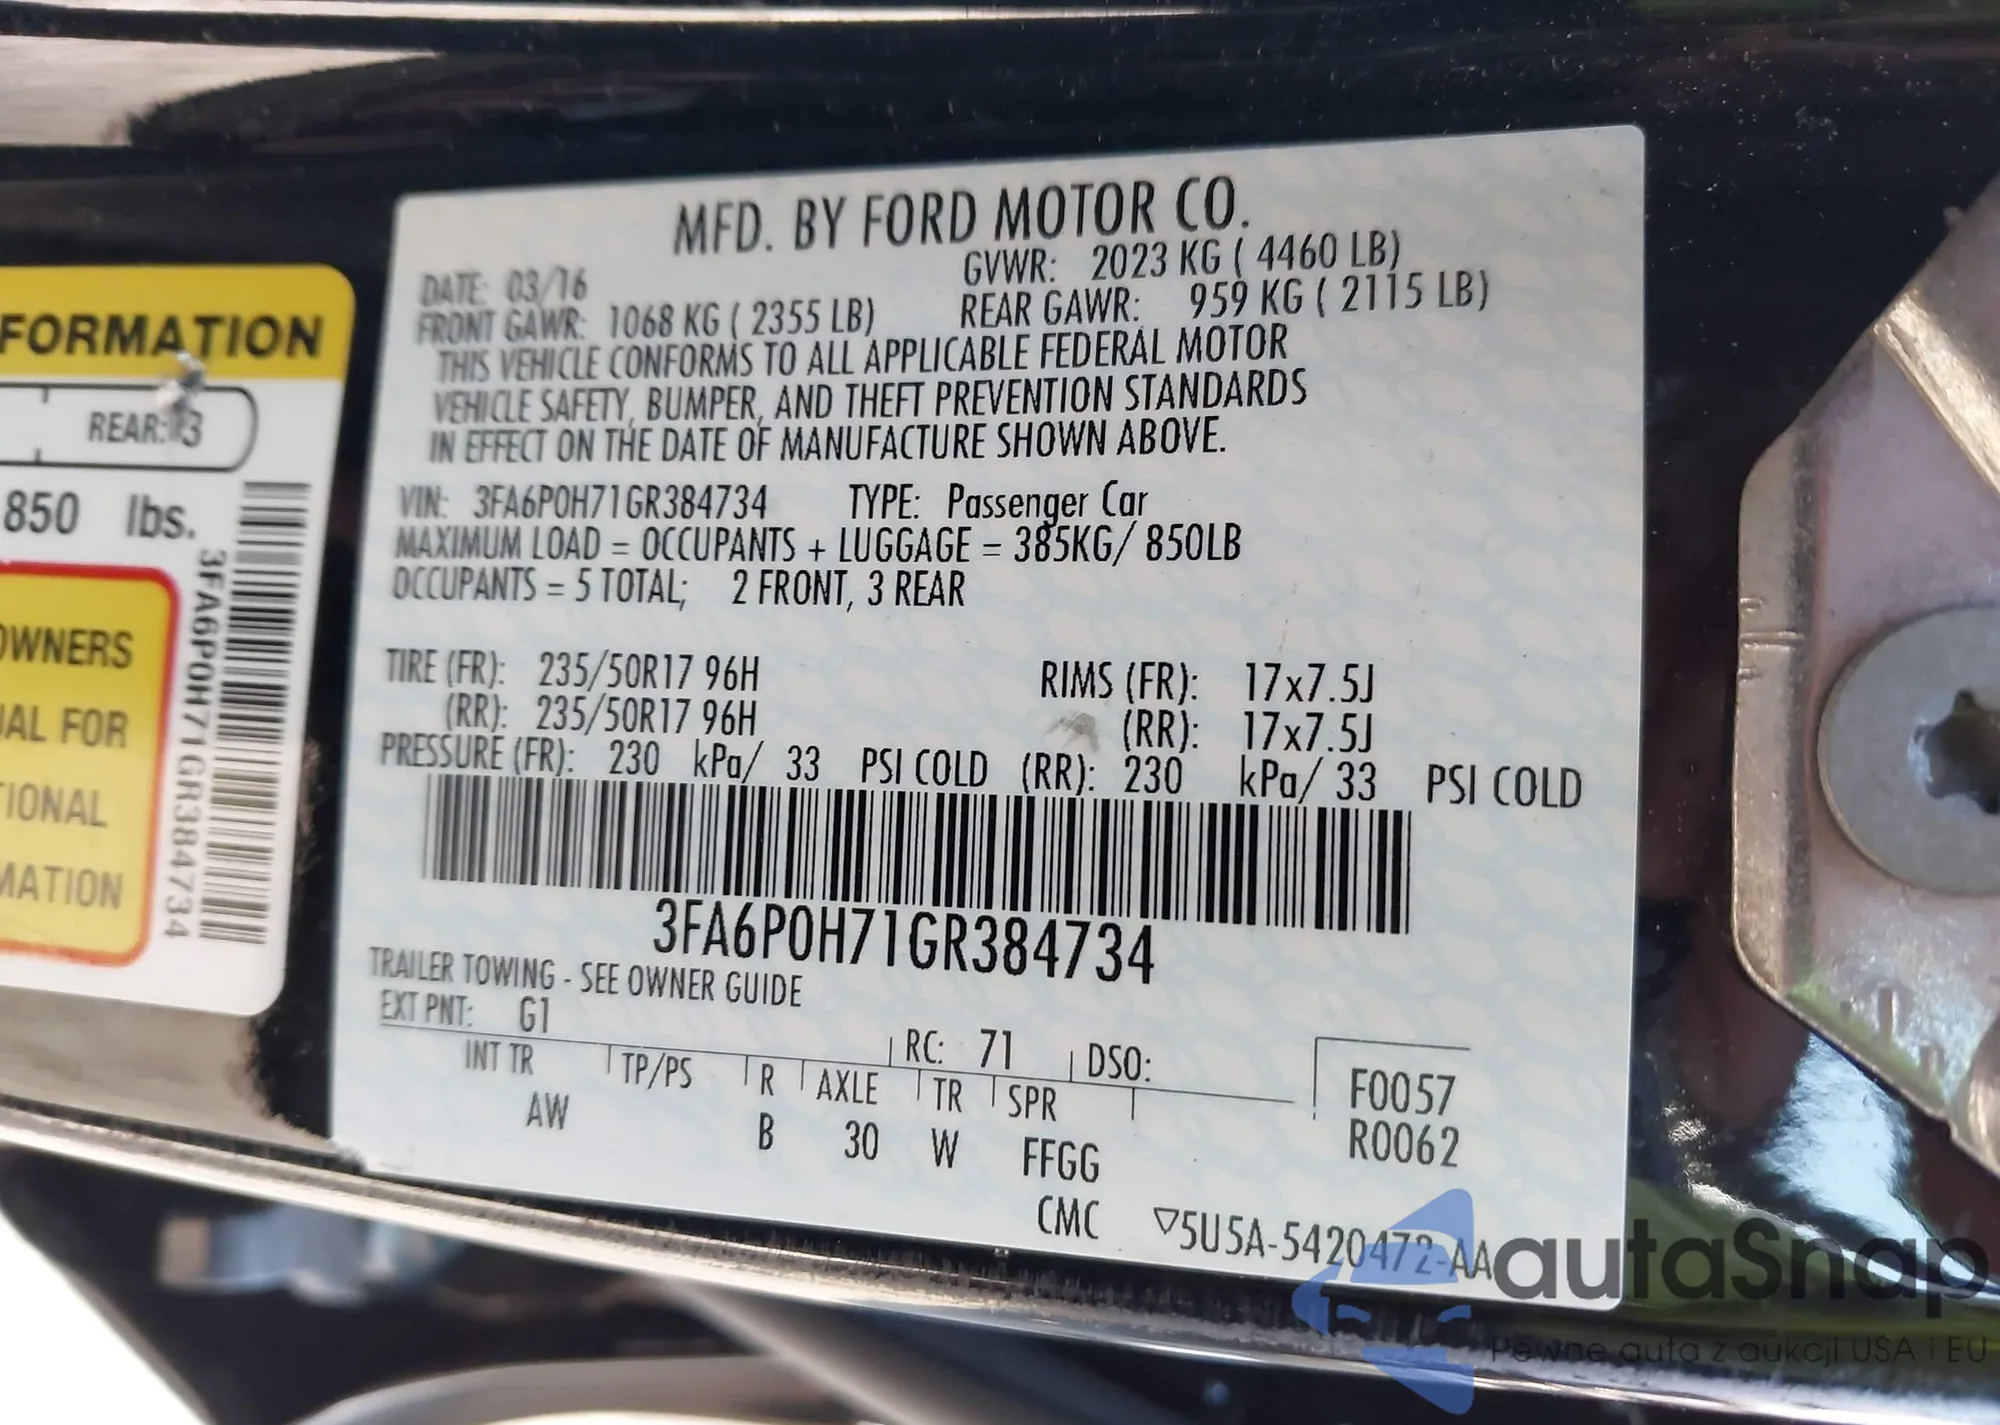 MFD. BY FORD MOTOR CO.
DATE: 03/16 GVWR: 2023 KG ( 4460 LB)
FRONT GAWR: 1068 KG ( 2355 LB) REAR GAWR: 959 KG ( 2115 LB)
THIS VEHICLE CONFORMS TO ALL APPLICABLE FEDERAL MOTOR
VEHICLE SAFETY, BUMPER, AND THEFT PREVENTION STANDARDS
IN EFFECT ON THE DATE OF MANUFACTURE SHOWN ABOVE.
VIN: 3FA6P0H71GR384734 TYPE: Passenger Car
MAXIMUM LOAD = OCCUPANTS + LUGGAGE = 385KG/ 850LB
OCCUPANTS = 5 TOTAL; 2 FRONT, 3 REAR
TIRE (FR): 235/50R17 96H RIMS (FR): 17x7.5J
(RR): 235/50R17 96H (RR): 17x7.5J
PRESSURE (FR): 230 kPa/ 33 PSI COLD (RR): 230 kPa/ 33 PSI COLD
3FA6P0H71GR384734
TRAILER TOWING - SEE OWNER GUIDE
EXT PNT: G1 RC: 71 DSO:
INT TR TP/PS R AXLE TR SPR F0057
AW B 30 W FFGG R0062
CMC ▽5U5A-5420472-AA
FORMATION
REAR: 3
850 lbs.
OWNERS
UAL FOR
TIONAL
MATION
3FA6P0H71GR384734
autaSnap
Pewne auta z aukcji USA i EU